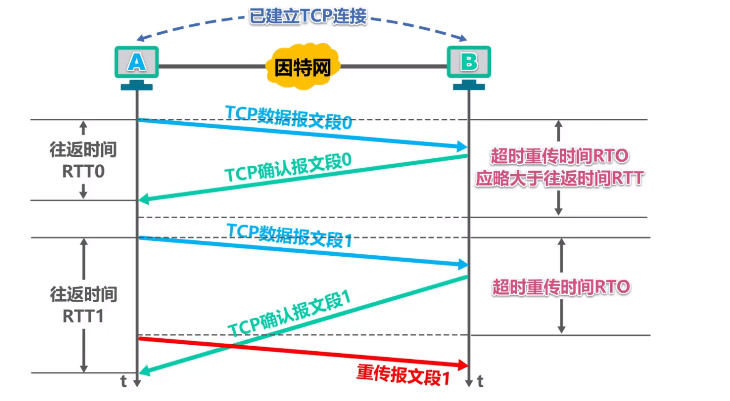 已建立TCP连接
A
因特网
B
TCP数据报文段0
往返时间
RTT0
TCP确认报文段0
超时重传时间RTO
应略大于往返时间RTT
TCP数据报文段1
往返时间
RTT1
TCP确认报文段1
超时重传时间RTO
重传报文段1
t
t